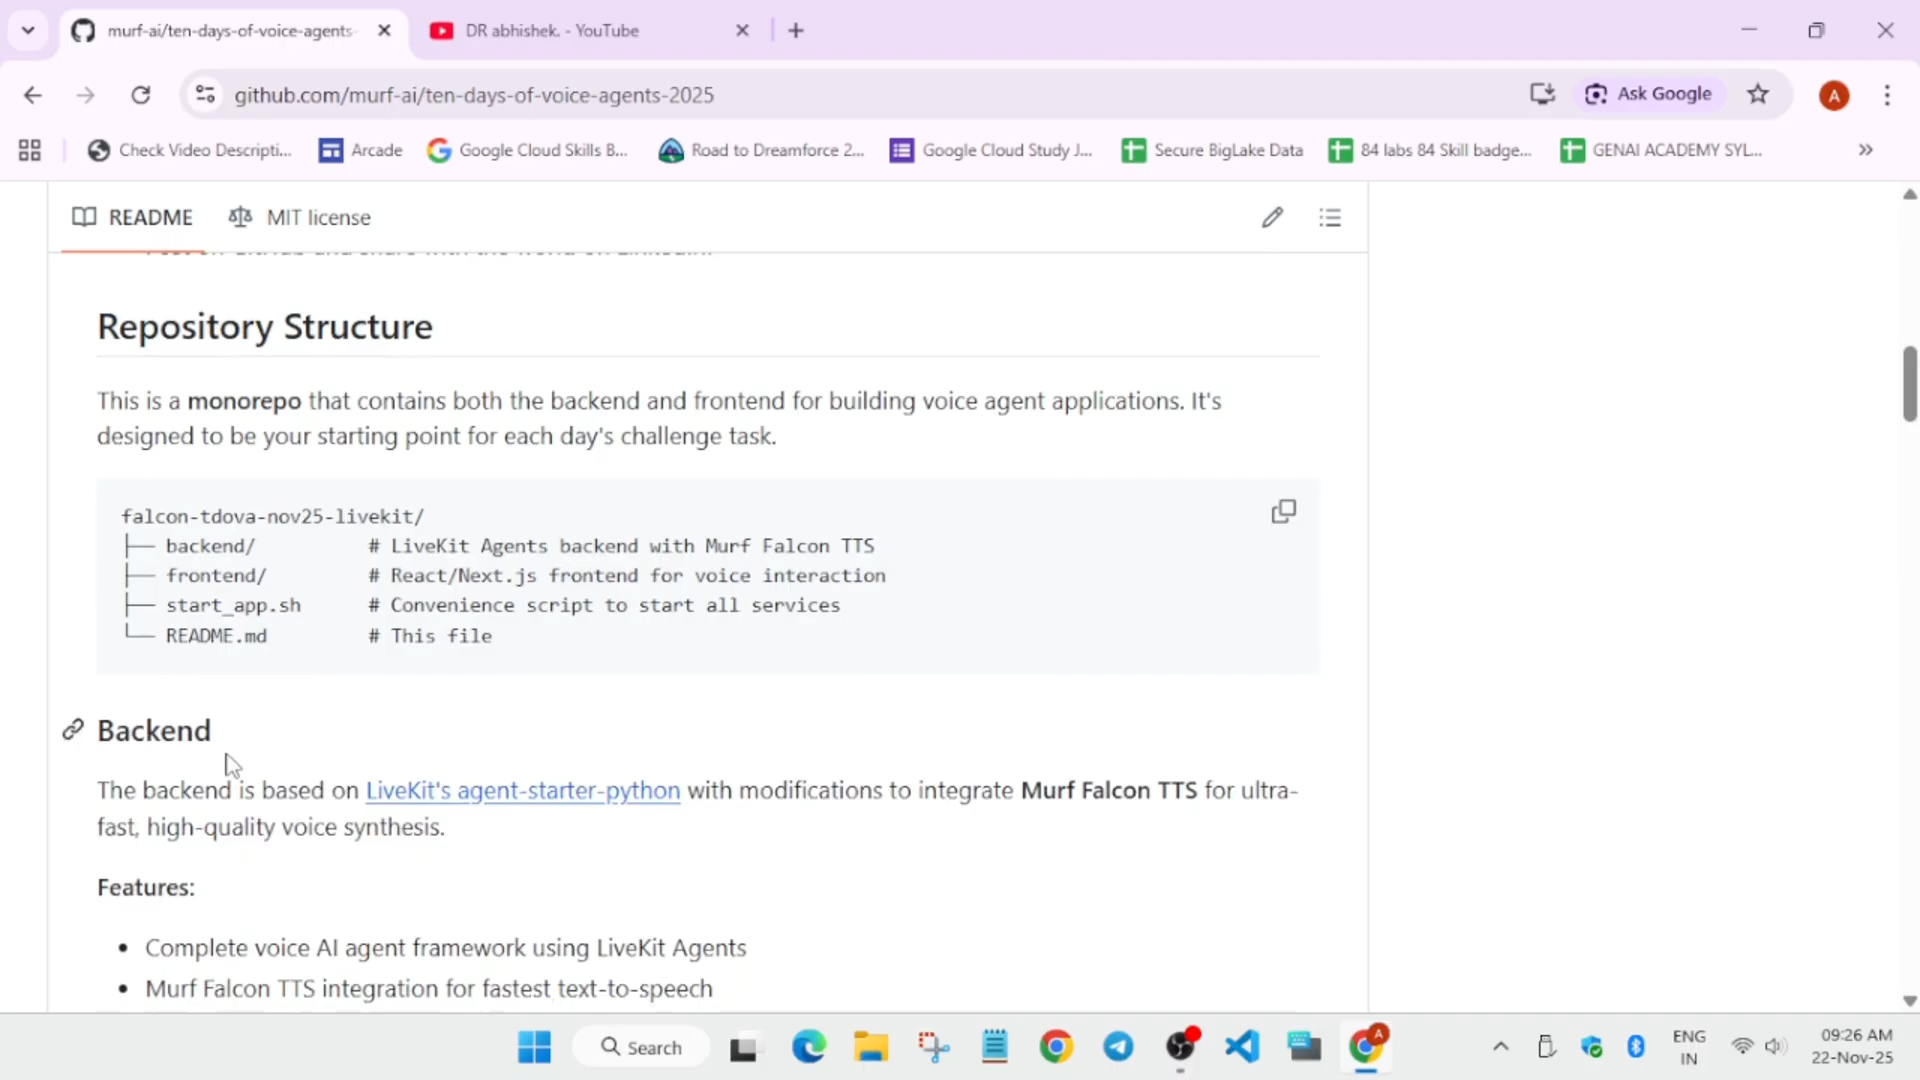 murf-ai/ten-days-of-voice-agents-
DR abhishek. - YouTube
github.com/murf-ai/ten-days-of-voice-agents-2025
Ask Google
A
Check Video Descripti...
Arcade
Google Cloud Skills B...
Road to Dreamforce 2...
Google Cloud Study J...
Secure BigLake Data
84 labs 84 Skill badge...
GENAI ACADEMY SYL...
README
MIT license
Repository Structure
This is a monorepo that contains both the backend and frontend for building voice agent applications. It's
designed to be your starting point for each day's challenge task.
falcon-tdova-nov25-livekit/
├── backend/ # LiveKit Agents backend with Murf Falcon TTS
├── frontend/ # React/Next.js frontend for voice interaction
├── start_app.sh # Convenience script to start all services
└── README.md # This file
Backend
The backend is based on LiveKit's agent-starter-python with modifications to integrate Murf Falcon TTS for ultra-
fast, high-quality voice synthesis.
Features:
• Complete voice AI agent framework using LiveKit Agents
• Murf Falcon TTS integration for fastest text-to-speech
Search
A
ENG
IN
09:26 AM
22-Nov-25